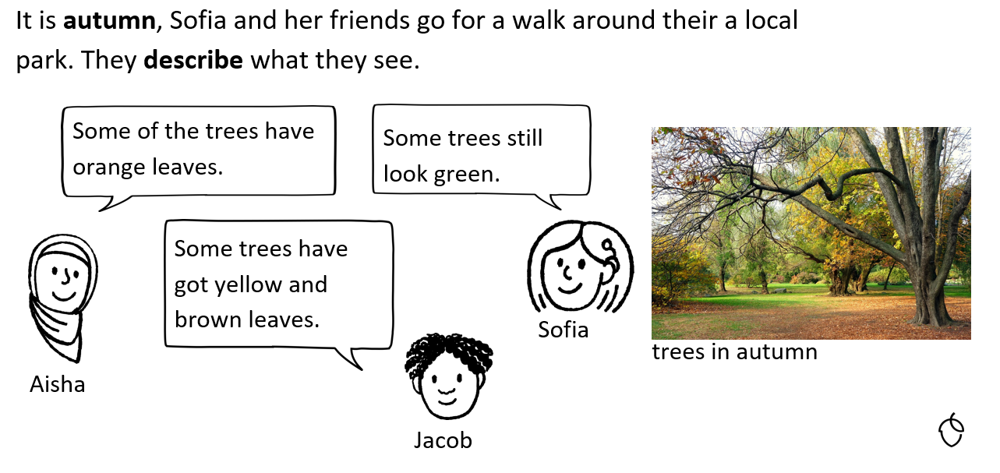 It is autumn, Sofia and her friends go for a walk around their a local
park. They describe what they see.
Some of the trees have
orange leaves.
Some trees still
look green.
Some trees have
got yellow and
brown leaves.
Aisha
Jacob
Sofia
trees in autumn